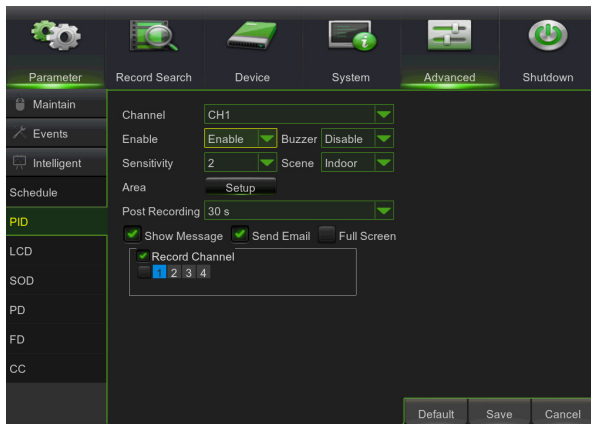 Parameter Record Search Device System Advanced Shutdown
Maintain
Events
Intelligent
Schedule
PID
LCD
SOD
PD
FD
CC
Channel CH1
Enable Enable Buzzer Disable
Sensitivity 2 Scene Indoor
Area Setup
Post Recording 30 s
Show Message Send Email Full Screen
Record Channel
1 2 3 4
Default Save Cancel